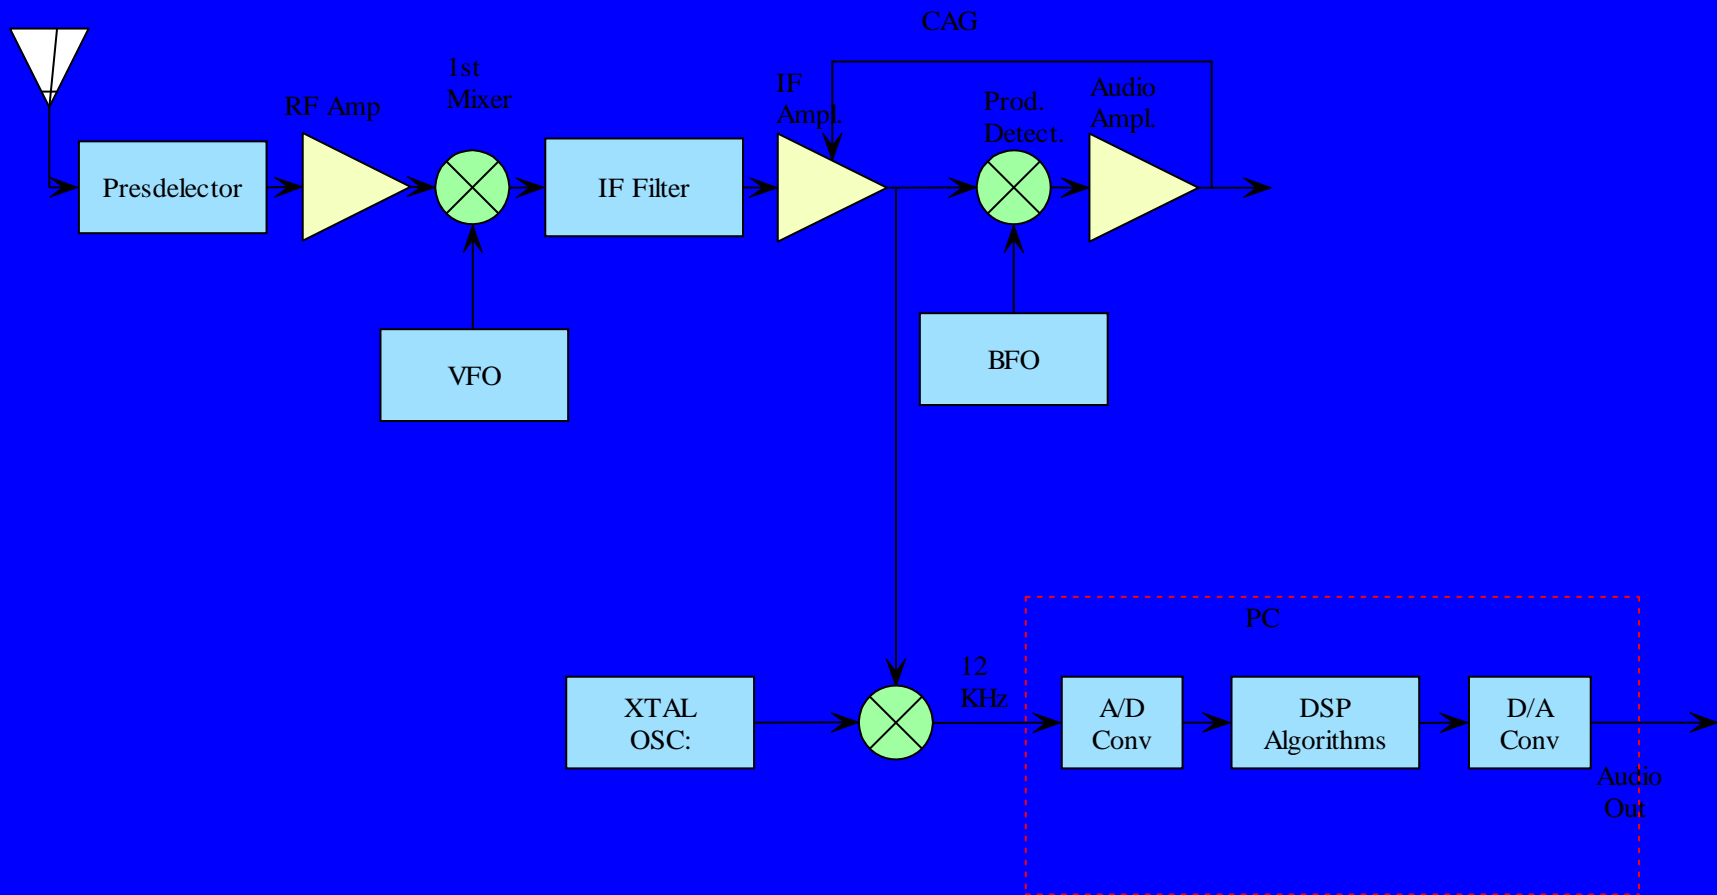 CAG
1st
Mixer
RF Amp
IF
Ampl.
Prod.
Detect.
Audio
Ampl.
Presdelector
IF Filter
VFO
BFO
PC
12
KHz
XTAL
OSC:
A/D
Conv
DSP
Algorithms
D/A
Conv
Audio
Out